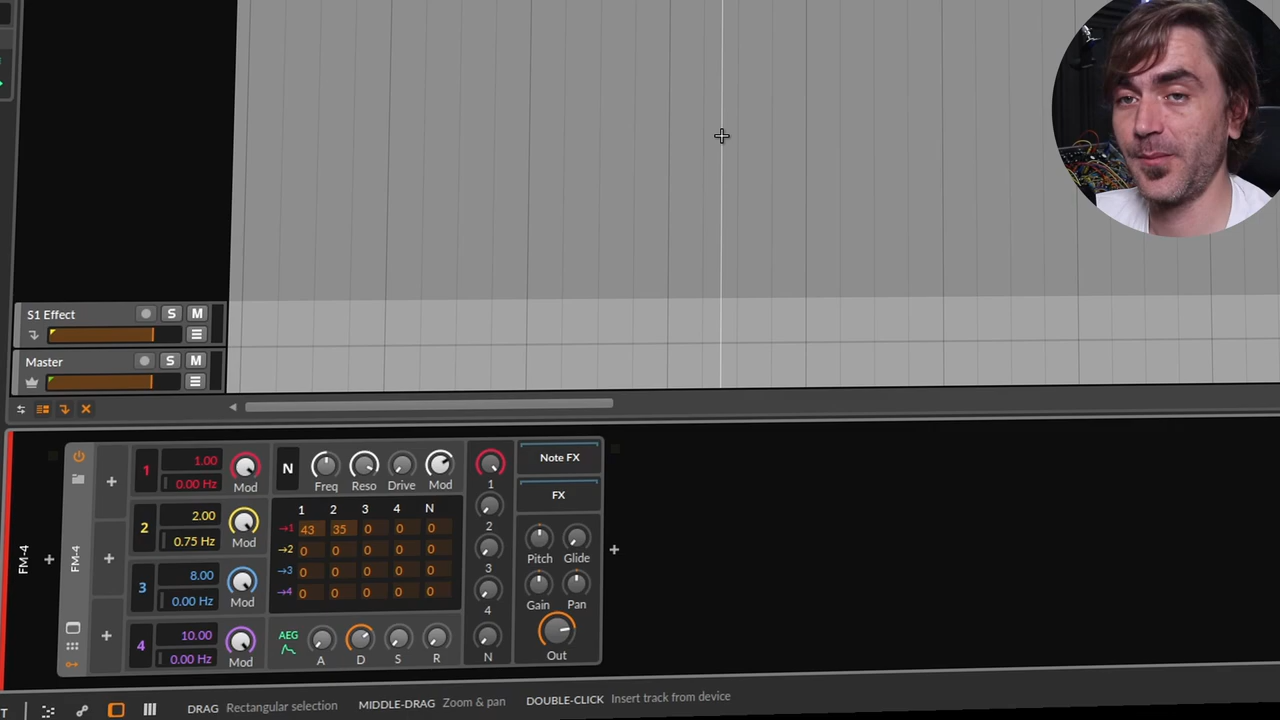 S1 Effect S M
Master S M
FM-4
FM-4
1 1.00
0.00 Hz Mod
2 2.00
0.75 Hz Mod
3 8.00
0.00 Hz Mod
4 10.00
0.00 Hz Mod
N Freq Reso Drive Mod
1 2 3 4 N
→1 43 35 0 0 0
→2 0 0 0 0 0
→3 0 0 0 0 0
→4 0 0 0 0 0
AEG A D S R
1
2
3
4
N
Note FX
FX
Pitch Glide
Gain Pan
Out
T DRAG Rectangular selection MIDDLE-DRAG Zoom & pan DOUBLE-CLICK Insert track from device